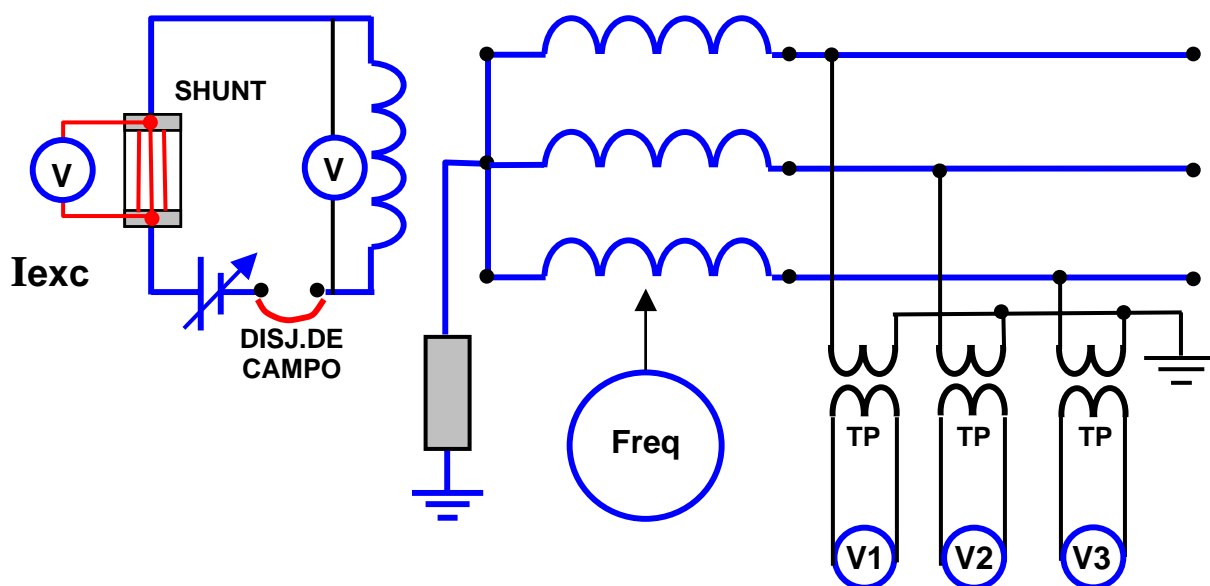 SHUNT
V
V
Iexc
DISJ.DE
CAMPO
Freq
TP
TP
TP
V1
V2
V3